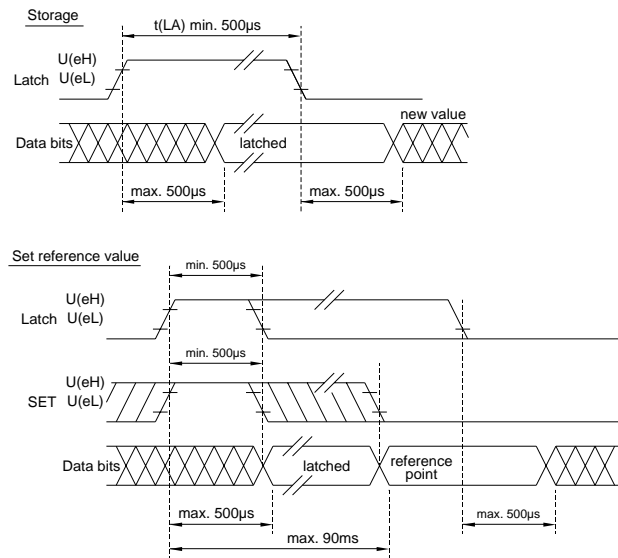 Storage
t(LA) min. 500µs
U(eH)
Latch U(eL)
new value
Data bits latched
max. 500µs max. 500µs
Set reference value
min. 500µs
U(eH)
Latch U(eL)
min. 500µs
U(eH)
SET U(eL)
Data bits latched reference point
max. 500µs max. 500µs
max. 90ms